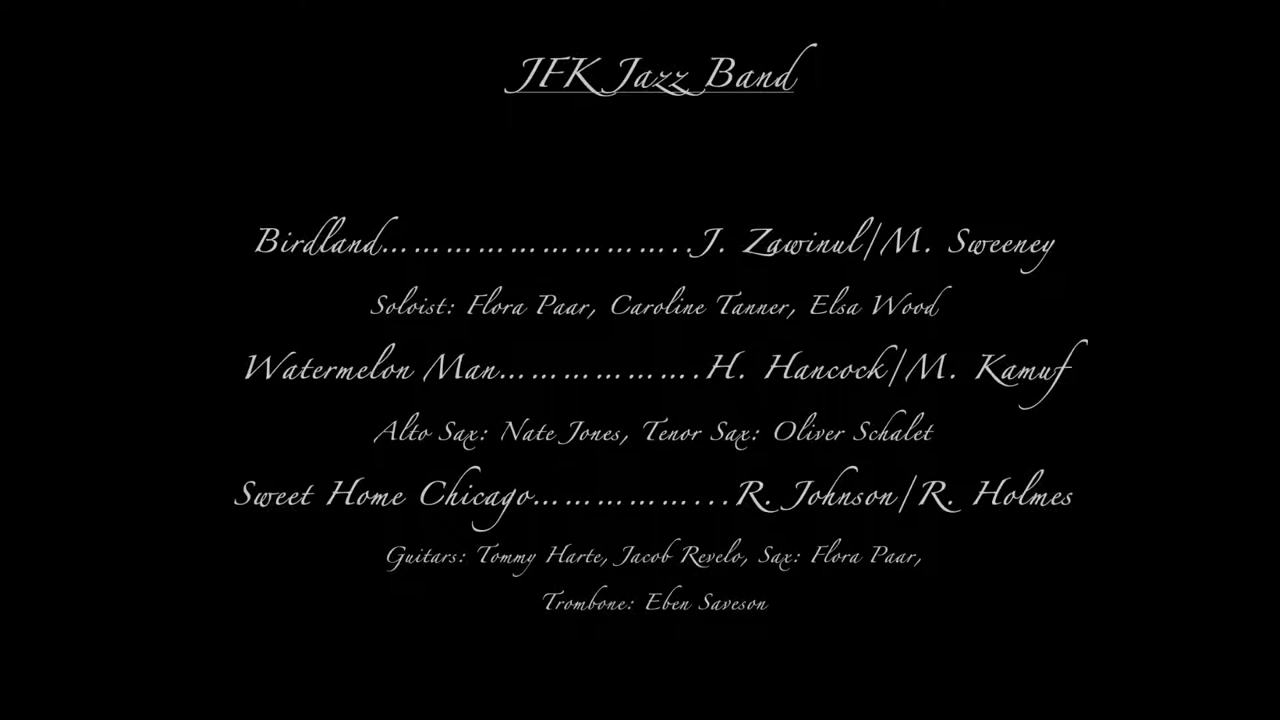 JFK Jazz Band
Birdland……………………….. J. Zawinul/M. Sweeney
Soloist: Flora Paar, Caroline Tanner, Elsa Wood
Watermelon Man………………. H. Hancock/M. Kamuf
Alto Sax: Nate Jones, Tenor Sax: Oliver Schalet
Sweet Home Chicago……………... R. Johnson/R. Holmes
Guitars: Tommy Harte, Jacob Revelo, Sax: Flora Paar,
Trombone: Eben Saveson